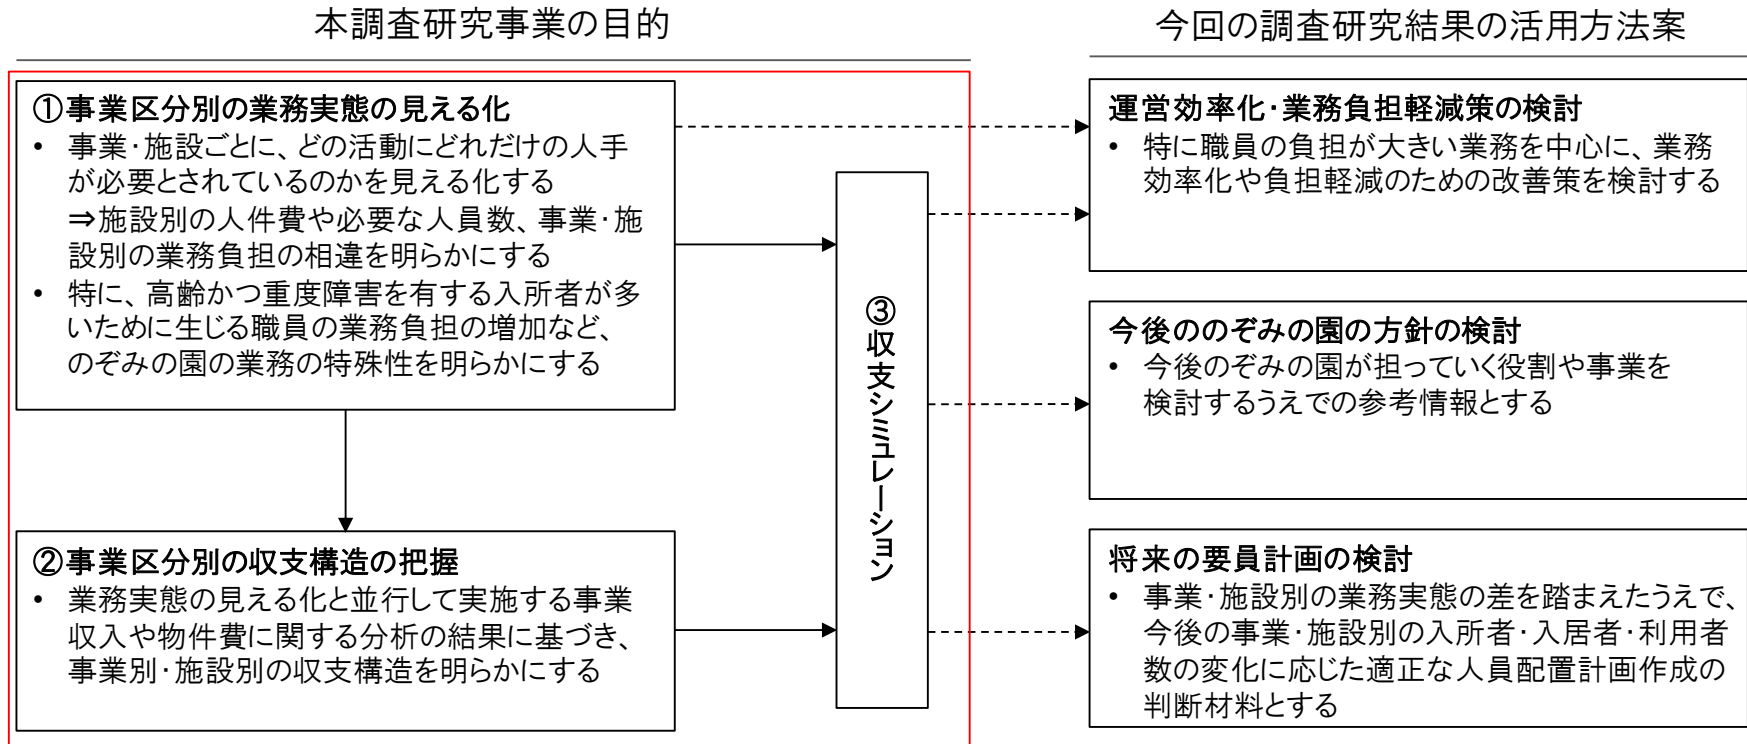 本調査研究事業の目的
①事業区分別の業務実態の見える化
• 事業・施設ごとに、どの活動にどれだけの人手
が必要とされているのかを見える化する
⇒施設別の人件費や必要な人員数、事業・施
設別の業務負担の相違を明らかにする
• 特に、高齢かつ重度障害を有する入所者が多
いために生じる職員の業務負担の増加など、
のぞみの園の業務の特殊性を明らかにする
②事業区分別の収支構造の把握
• 業務実態の見える化と並行して実施する事業
収入や物件費に関する分析の結果に基づき、
事業別・施設別の収支構造を明らかにする
③収支シミュレーション
今回の調査研究結果の活用方法案
運営効率化・業務負担軽減策の検討
• 特に職員の負担が大きい業務を中心に、業務
効率化や負担軽減のための改善策を検討する
今後ののぞみの園の方針の検討
• 今後のぞみの園が担っていく役割や事業を
検討するうえでの参考情報とする
将来の要員計画の検討
• 事業・施設別の業務実態の差を踏まえたうえで、
今後の事業・施設別の入所者・入居者・利用者
数の変化に応じた適正な人員配置計画作成の
判断材料とする